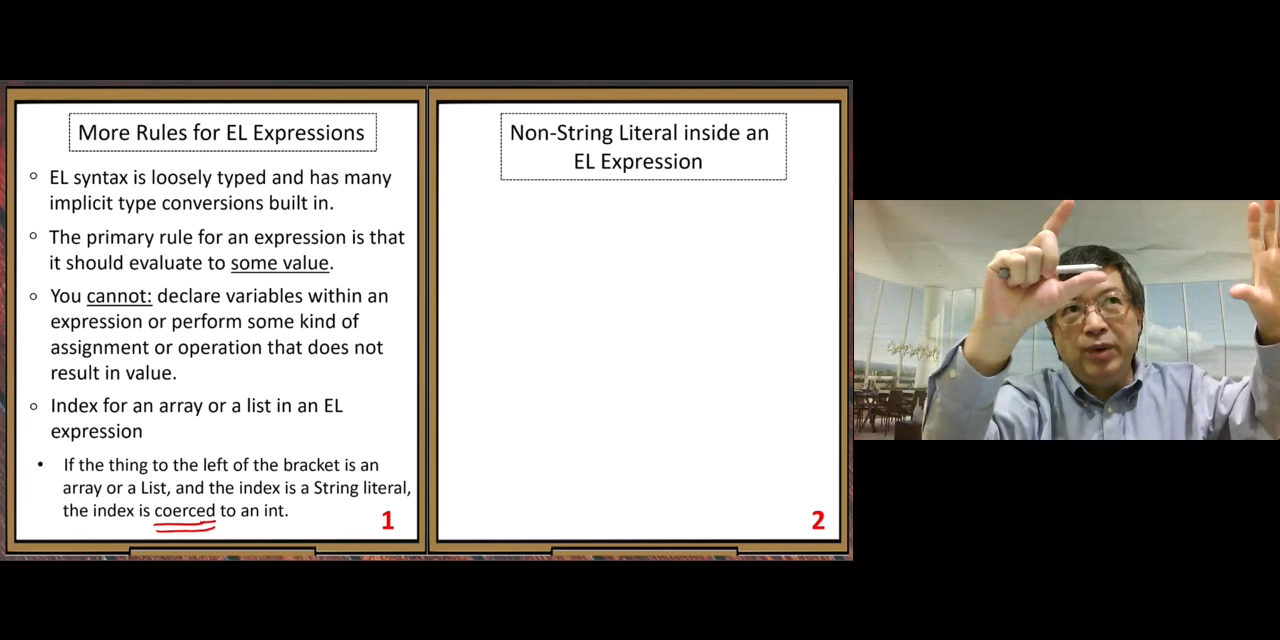 More Rules for EL Expressions
EL syntax is loosely typed and has many
implicit type conversions built in.
The primary rule for an expression is that
it should evaluate to some value.
You cannot: declare variables within an
expression or perform some kind of
assignment or operation that does not
result in value.
Index for an array or a list in an EL
expression
If the thing to the left of the bracket is an
array or a List, and the index is a String literal,
the index is coerced to an int.
1
Non-String Literal inside an
EL Expression
2